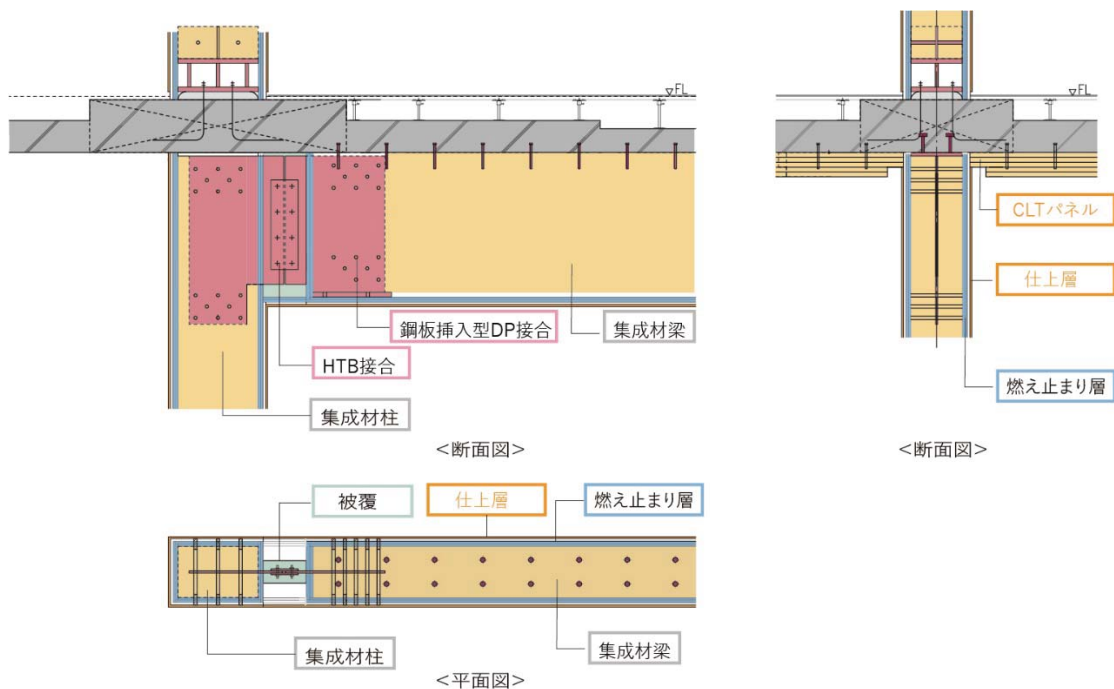 ▽FL
鋼板挿入型DP接合
集成材梁
HTB接合
集成材柱
<断面図>
▽FL
CLTパネル
仕上層
燃え止まり層
<断面図>
被覆
仕上層
燃え止まり層
集成材柱
集成材梁
<平面図>